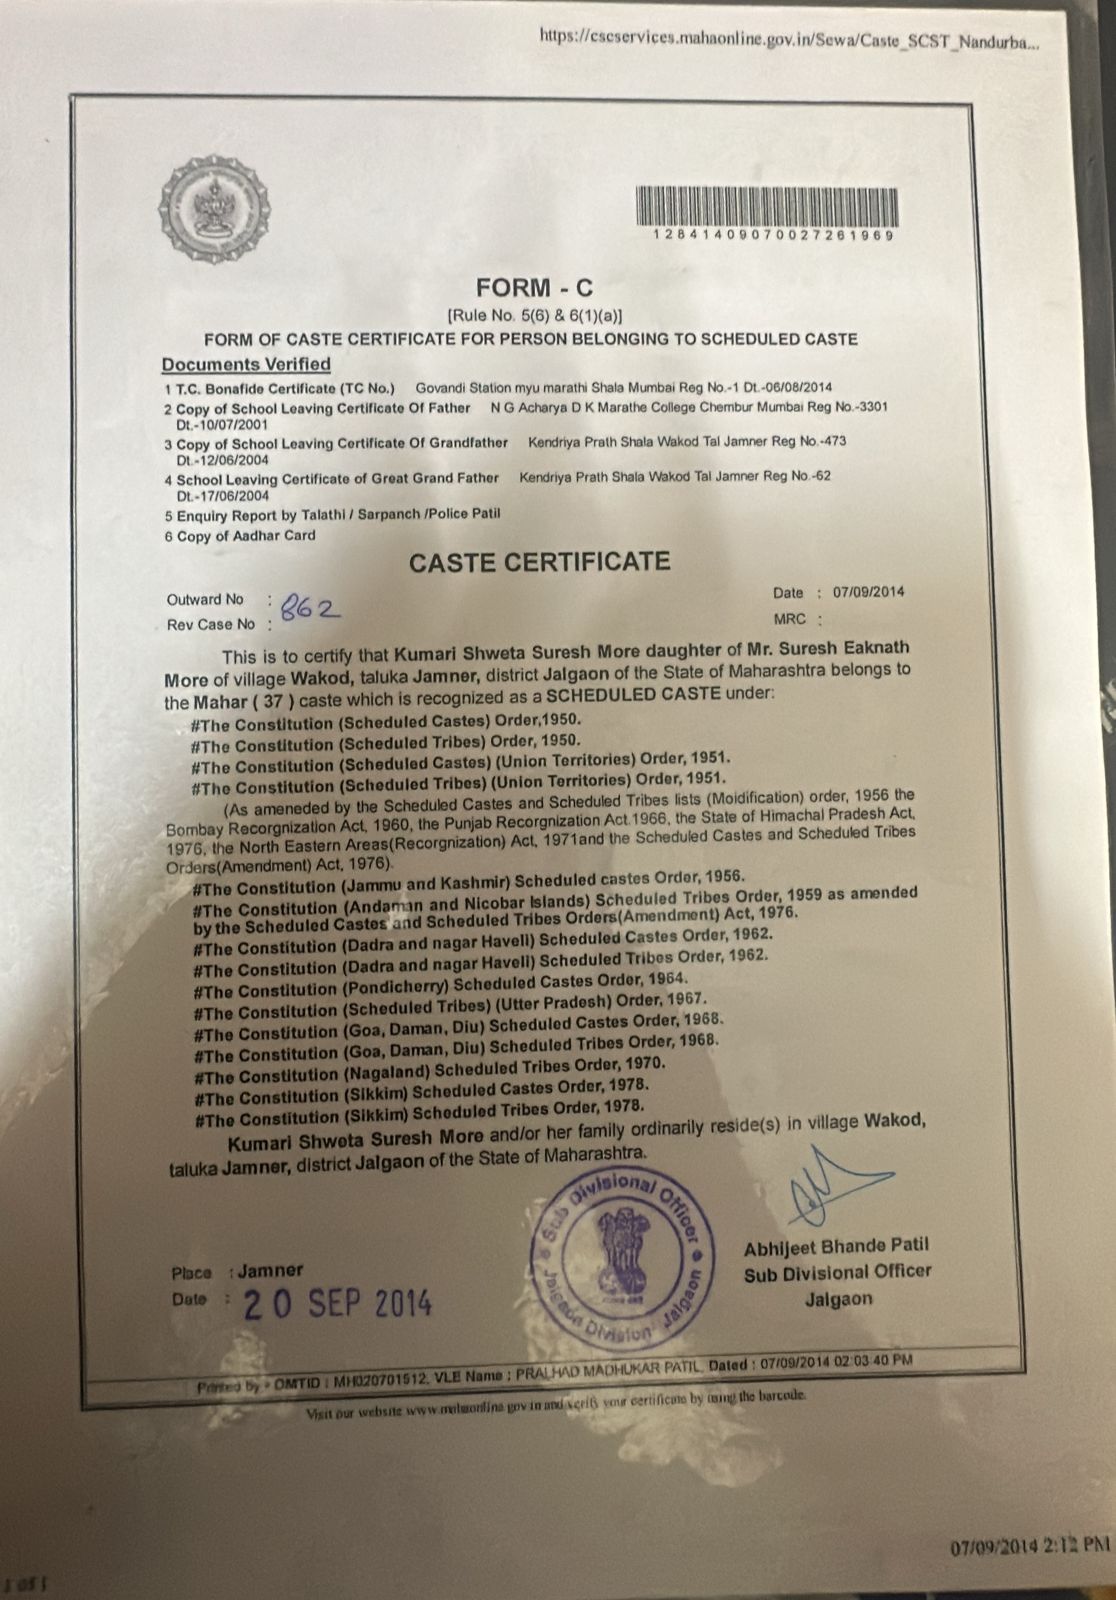 https://cscservices.mahaonline.gov.in/Sewa/Caste_SCST_Nandurba...
12841409070027261969
FORM - C
[Rule No. 5(6) & 6(1)(a)]
FORM OF CASTE CERTIFICATE FOR PERSON BELONGING TO SCHEDULED CASTE
Documents Verified
1 T.C. Bonafide Certificate (TC No.) Govandi Station myu marathi Shala Mumbai Reg No.-1 Dt.-06/08/2014
2 Copy of School Leaving Certificate Of Father N G Acharya D K Marathe College Chembur Mumbai Reg No.-3301
Dt.-10/07/2001
3 Copy of School Leaving Certificate Of Grandfather Kendriya Prath Shala Wakod Tal Jamner Reg No.-473
Dt.-12/06/2004
4 School Leaving Certificate of Great Grand Father Kendriya Prath Shala Wakod Tal Jamner Reg No.-62
Dt.-17/06/2004
5 Enquiry Report by Talathi / Sarpanch /Police Patil
6 Copy of Aadhar Card
CASTE CERTIFICATE
Outward No : 862 Date : 07/09/2014
Rev Case No : MRC :
This is to certify that Kumari Shweta Suresh More daughter of Mr. Suresh Eaknath
More of village Wakod, taluka Jamner, district Jalgaon of the State of Maharashtra belongs to
the Mahar ( 37 ) caste which is recognized as a SCHEDULED CASTE under:
#The Constitution (Scheduled Castes) Order,1950.
#The Constitution (Scheduled Tribes) Order, 1950.
#The Constitution (Scheduled Castes) (Union Territories) Order, 1951.
#The Constitution (Scheduled Tribes) (Union Territories) Order, 1951.
(As ameneded by the Scheduled Castes and Scheduled Tribes lists (Moidification) order, 1956 the
Bombay Recorgnization Act, 1960, the Punjab Recorgnization Act 1966, the State of Himachal Pradesh Act,
1976, the North Eastern Areas(Recorgnization) Act, 1971and the Scheduled Castes and Scheduled Tribes
Orders(Amendment) Act, 1976).
#The Constitution (Jammu and Kashmir) Scheduled castes Order, 1956.
#The Constitution (Andaman and Nicobar Islands) Scheduled Tribes Order, 1959 as amended
by the Scheduled Castes and Scheduled Tribes Orders(Amendment) Act, 1976.
#The Constitution (Dadra and nagar Haveli) Scheduled Castes Order, 1962.
#The Constitution (Dadra and nagar Haveli) Scheduled Tribes Order, 1962.
#The Constitution (Pondicherry) Scheduled Castes Order, 1964.
#The Constitution (Scheduled Tribes) (Utter Pradesh) Order, 1967.
#The Constitution (Goa, Daman, Diu) Scheduled Castes Order, 1968.
#The Constitution (Goa, Daman, Diu) Scheduled Tribes Order, 1968.
#The Constitution (Nagaland) Scheduled Tribes Order, 1970.
#The Constitution (Sikkim) Scheduled Castes Order, 1978.
#The Constitution (Sikkim) Scheduled Tribes Order, 1978.
Kumari Shweta Suresh More and/or her family ordinarily reside(s) in village Wakod,
taluka Jamner, district Jalgaon of the State of Maharashtra.
Sub Divisional Officer
Jalgaon Division Jalgaon
Abhijeet Bhande Patil
Sub Divisional Officer
Jalgaon
Place : Jamner
Date : 20 SEP 2014
Printed by - OMTID : MH020701512, VLE Name : PRALHAD MADHUKAR PATIL, Dated : 07/09/2014 02:03:40 PM
Visit our website www.mahaonline.gov.in and verify your certificate by using the barcode.
07/09/2014 2:12 PM
1 of 1